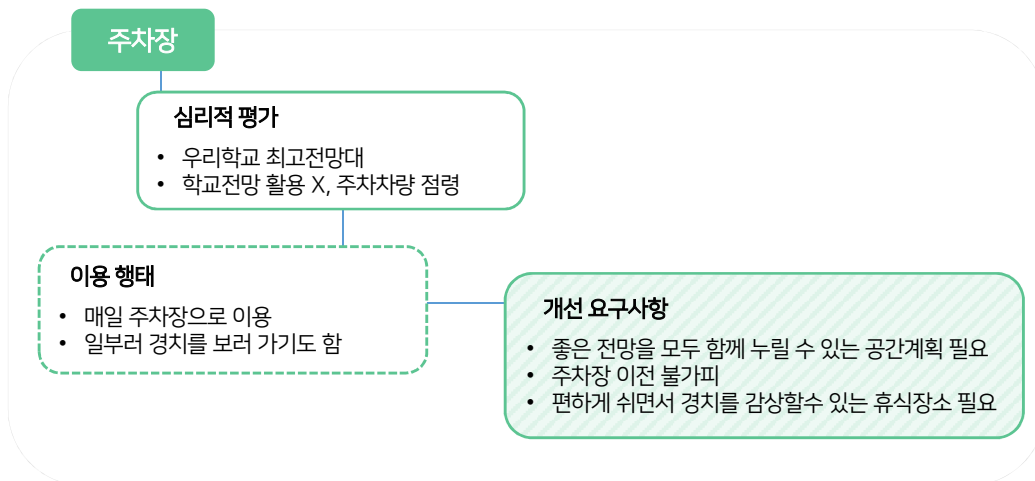 주차장
심리적 평가
• 우리학교 최고전망대
• 학교전망 활용 X, 주차차량 점령
이용 행태
• 매일 주차장으로 이용
• 일부러 경치를 보러 가기도 함
개선 요구사항
• 좋은 전망을 모두 함께 누릴 수 있는 공간계획 필요
• 주차장 이전 불가피
• 편하게 쉬면서 경치를 감상할수 있는 휴식장소 필요